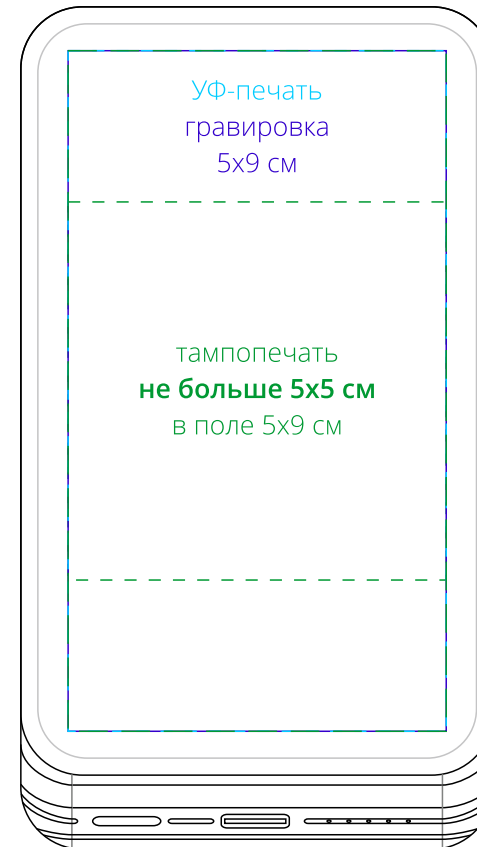 УФ-печать
гравировка
5х9 см
тампопечать
не больше 5х5 см
в поле 5х9 см